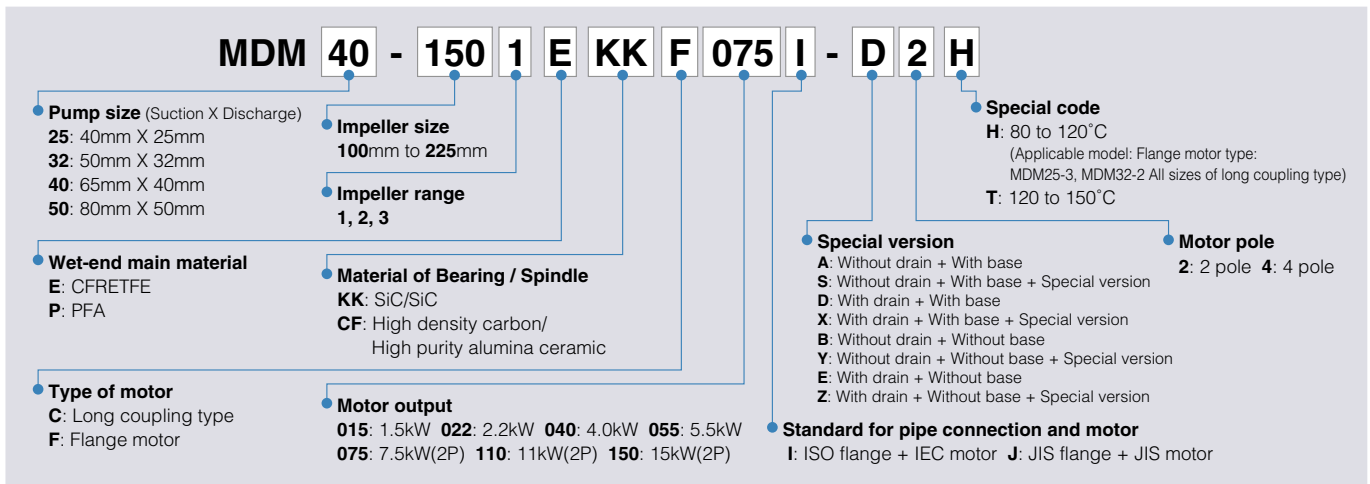 MDM 40 - 150 1 E KK F 075 I - D 2 H
Pump size (Suction X Discharge)
25: 40mm X 25mm
32: 50mm X 32mm
40: 65mm X 40mm
50: 80mm X 50mm
Impeller size
100mm to 225mm
Impeller range
1, 2, 3
Special code
H: 80 to 120˚C
(Applicable model: Flange motor type:
MDM25-3, MDM32-2 All sizes of long coupling type)
T: 120 to 150˚C
Wet-end main material
E: CFRETFE
P: PFA
Material of Bearing / Spindle
KK: SiC/SiC
CF: High density carbon/
High purity alumina ceramic
Special version
A: Without drain + With base
S: Without drain + With base + Special version
D: With drain + With base
X: With drain + With base + Special version
B: Without drain + Without base
Y: Without drain + Without base + Special version
E: With drain + Without base
Z: With drain + Without base + Special version
Motor pole
2: 2 pole 4: 4 pole
Type of motor
C: Long coupling type
F: Flange motor
Motor output
015: 1.5kW 022: 2.2kW 040: 4.0kW 055: 5.5kW
075: 7.5kW(2P) 110: 11kW(2P) 150: 15kW(2P)
Standard for pipe connection and motor
I: ISO flange + IEC motor J: JIS flange + JIS motor